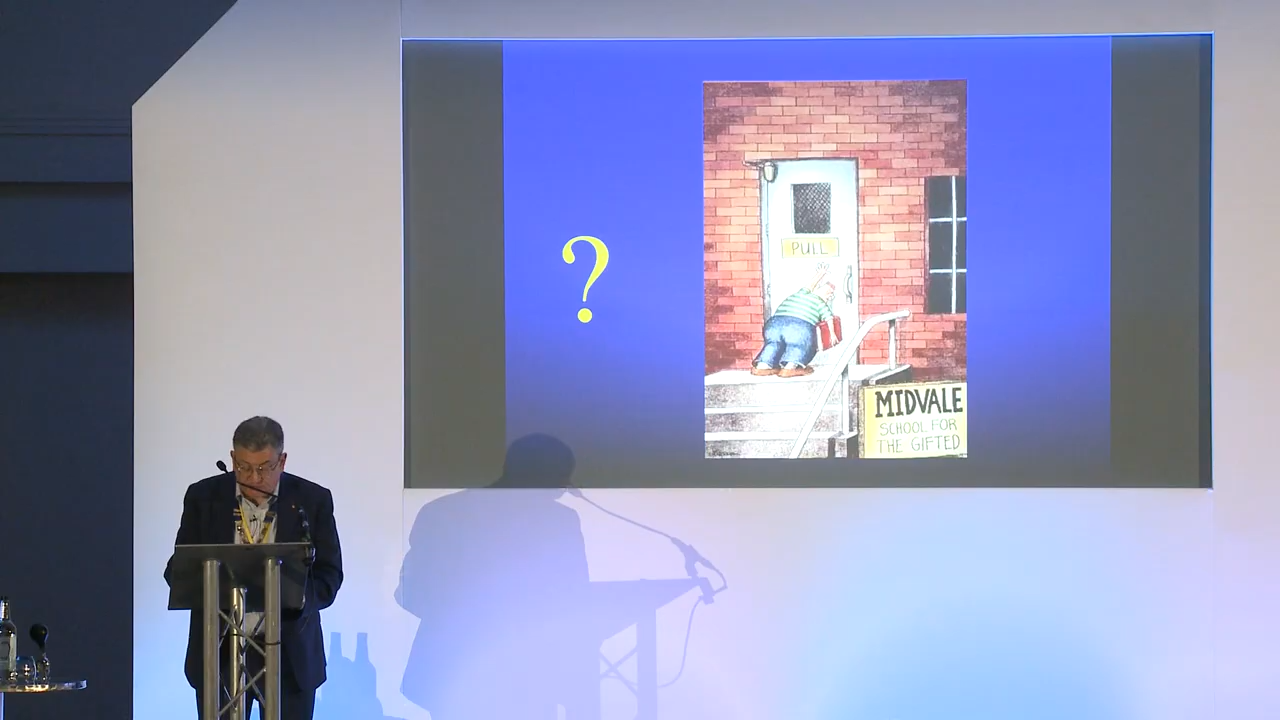 ?
PULL
MIDVALE
SCHOOL FOR
THE GIFTED